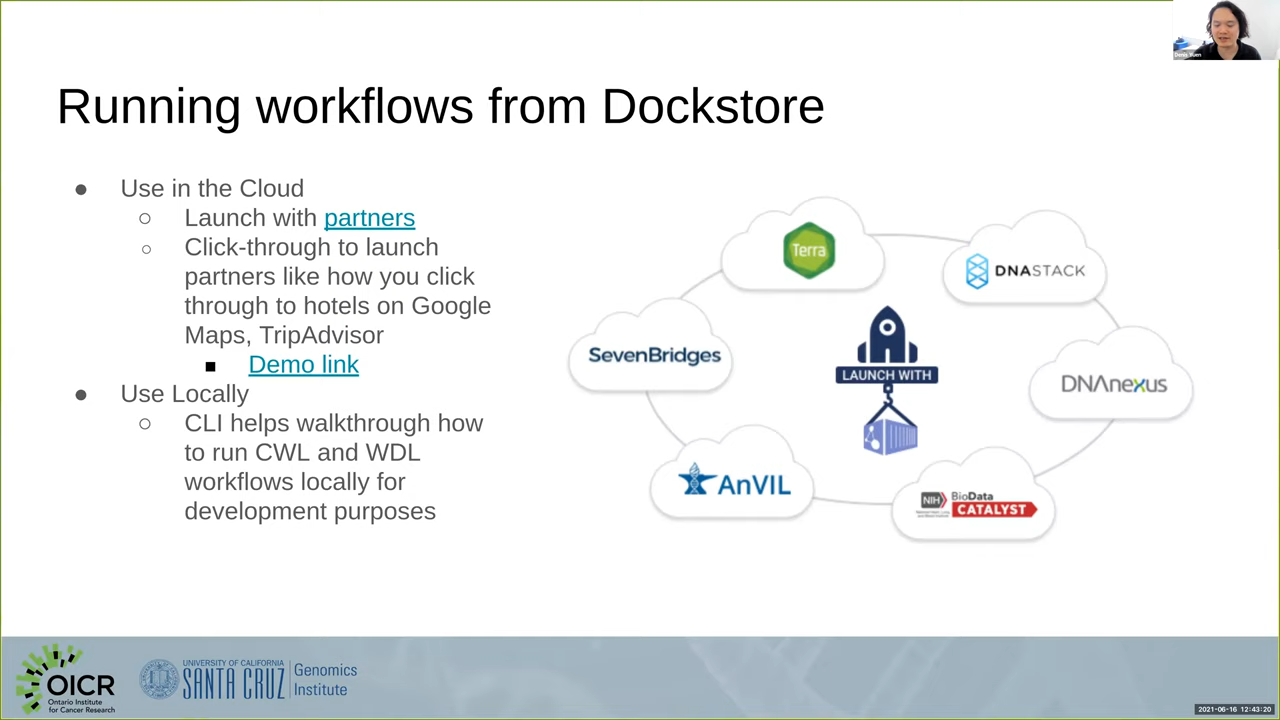 Running workflows from Dockstore
● Use in the Cloud
○ Launch with partners
○ Click-through to launch
partners like how you click
through to hotels on Google
Maps, TripAdvisor
■ Demo link
● Use Locally
○ CLI helps walkthrough how
to run CWL and WDL
workflows locally for
development purposes
Terra
DNASTACK
SevenBridges
LAUNCH WITH
DNAnexus
AnVIL
NIH BioData
CATALYST
OICR
Ontario Institute
for Cancer Research
UNIVERSITY OF CALIFORNIA
SANTA CRUZ
Genomics
Institute
Denis Yuen
2021-06-16 12:43:20